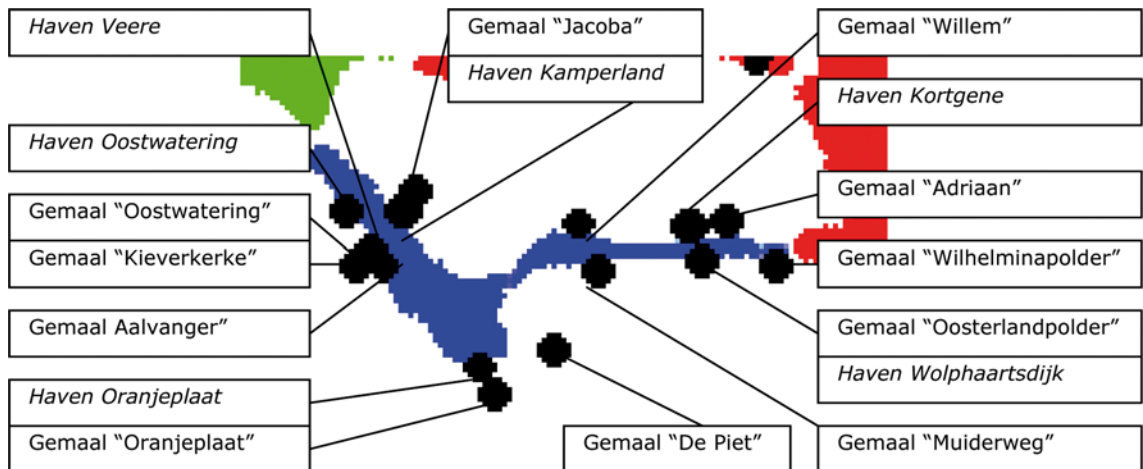 Haven Veere
Gemaal “Jacoba”
Haven Kamperland
Gemaal “Willem”
Haven Kortgene
Haven Oostwatering
Gemaal “Adriaan”
Gemaal “Oostwatering”
Gemaal “Kieverkerke”
Gemaal “Wilhelminapolder”
Gemaal Aalvanger”
Gemaal “Oosterlandpolder”
Haven Wolphaartsdijk
Haven Oranjeplaat
Gemaal “Oranjeplaat”
Gemaal “De Piet”
Gemaal “Muiderweg”